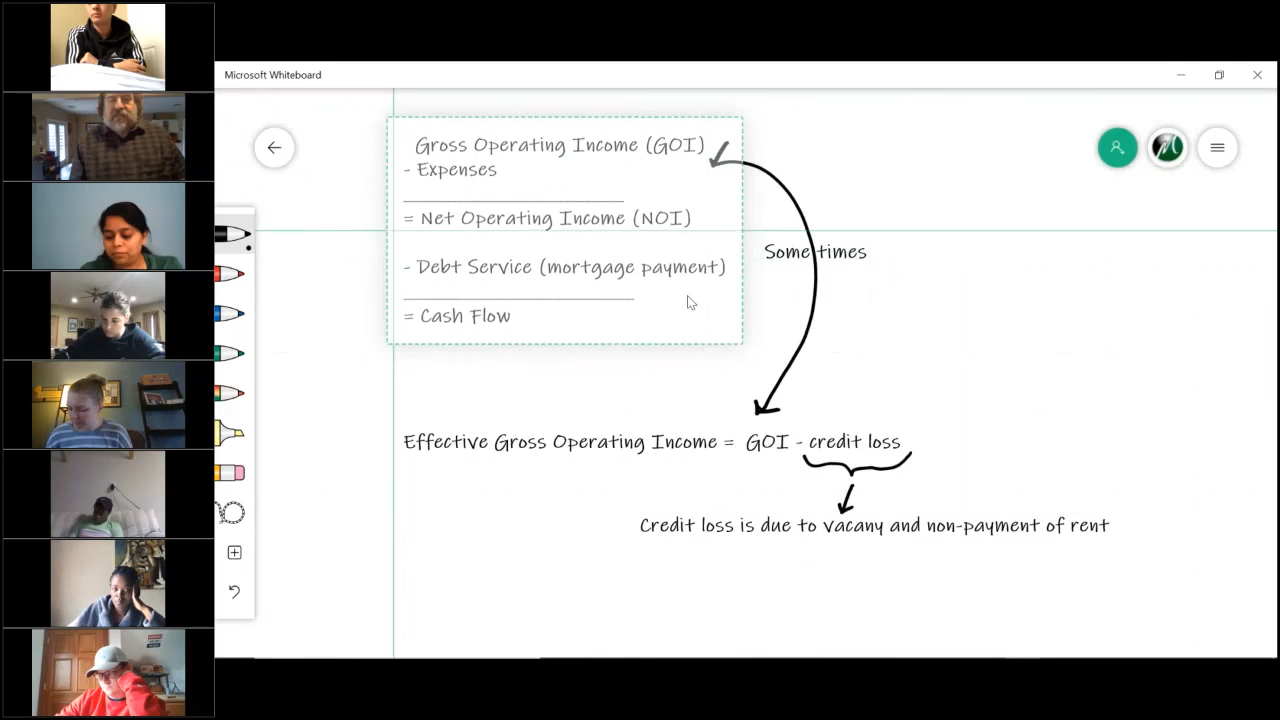 Microsoft Whiteboard
Gross Operating Income (GOI)
- Expenses
= Net Operating Income (NOI)
- Debt Service (mortgage payment)
= Cash Flow
Some times
Effective Gross Operating Income = GOI - credit loss
Credit loss is due to vacany and non-payment of rent